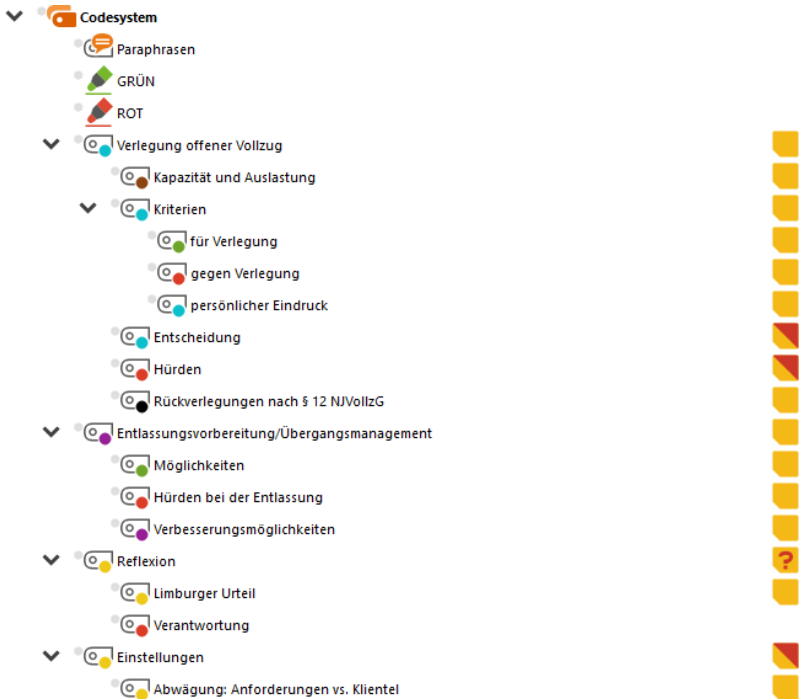 Codesystem
Paraphrasen
GRÜN
ROT
Verlegung offener Vollzug
Kapazität und Auslastung
Kriterien
für Verlegung
gegen Verlegung
persönlicher Eindruck
Entscheidung
Hürden
Rückverlegungen nach § 12 NJVollzG
Entlassungsvorbereitung/Übergangsmanagement
Möglichkeiten
Hürden bei der Entlassung
Verbesserungsmöglichkeiten
Reflexion
?
Limburger Urteil
Verantwortung
Einstellungen
Abwägung: Anforderungen vs. Klientel